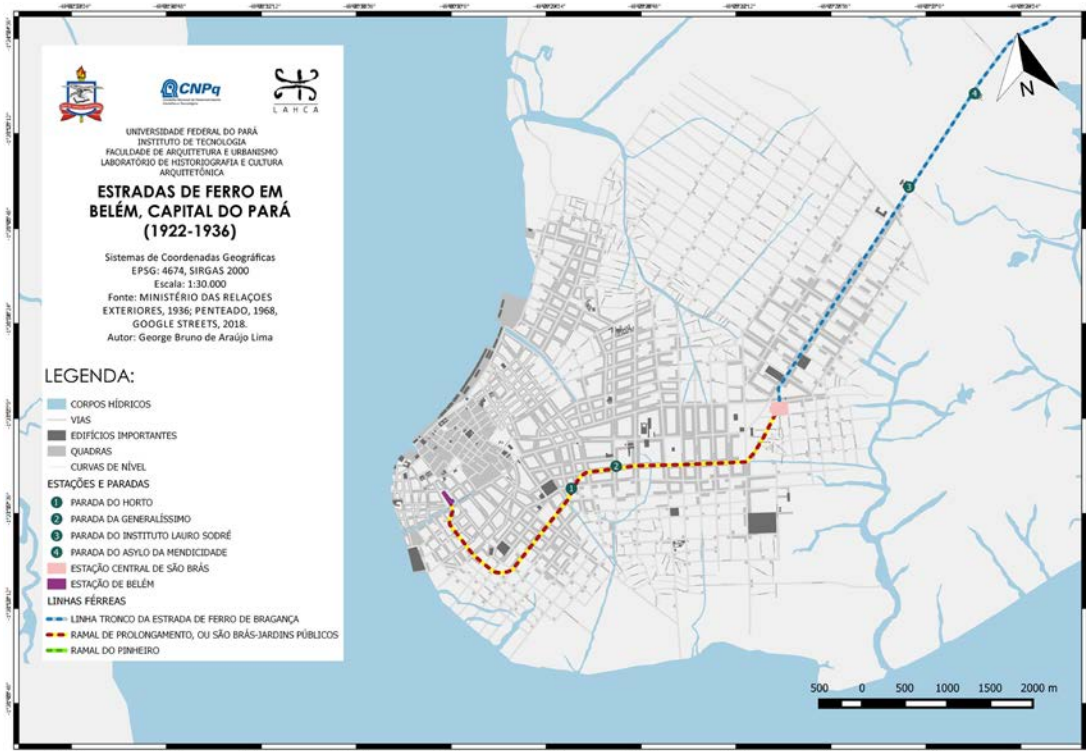 CNPq
LAHCA
UNIVERSIDADE FEDERAL DO PARÁ
INSTITUTO DE TECNOLOGIA
FACULDADE DE ARQUITETURA E URBANISMO
LABORATÓRIO DE HISTORIOGRAFIA E CULTURA
ARQUITETÔNICA
ESTRADAS DE FERRO EM
BELÉM, CAPITAL DO PARÁ
(1922-1936)
Sistemas de Coordenadas Geográficas
EPSG: 4674, SIRGAS 2000
Escala: 1:30.000
Fonte: MINISTÉRIO DAS RELAÇOES
EXTERIORES, 1936; PENTEADO, 1968,
GOOGLE STREETS, 2018.
Autor: George Bruno de Araújo Lima
LEGENDA:
CORPOS HÍDRICOS
VIAS
EDIFÍCIOS IMPORTANTES
QUADRAS
CURVAS DE NÍVEL
ESTAÇÕES E PARADAS
1 PARADA DO HORTO
2 PARADA DA GENERALÍSSIMO
3 PARADA DO INSTITUTO LAURO SODRÉ
4 PARADA DO ASYLO DA MENDICIDADE
ESTAÇÃO CENTRAL DE SÃO BRÁS
ESTAÇÃO DE BELÉM
LINHAS FÉRREAS
LINHA TRONCO DA ESTRADA DE FERRO DE BRAGANÇA
RAMAL DE PROLONGAMENTO, OU SÃO BRÁS-JARDINS PÚBLICOS
RAMAL DO PINHEIRO
N
4
3
2
1
500 0 500 1000 1500 2000 m